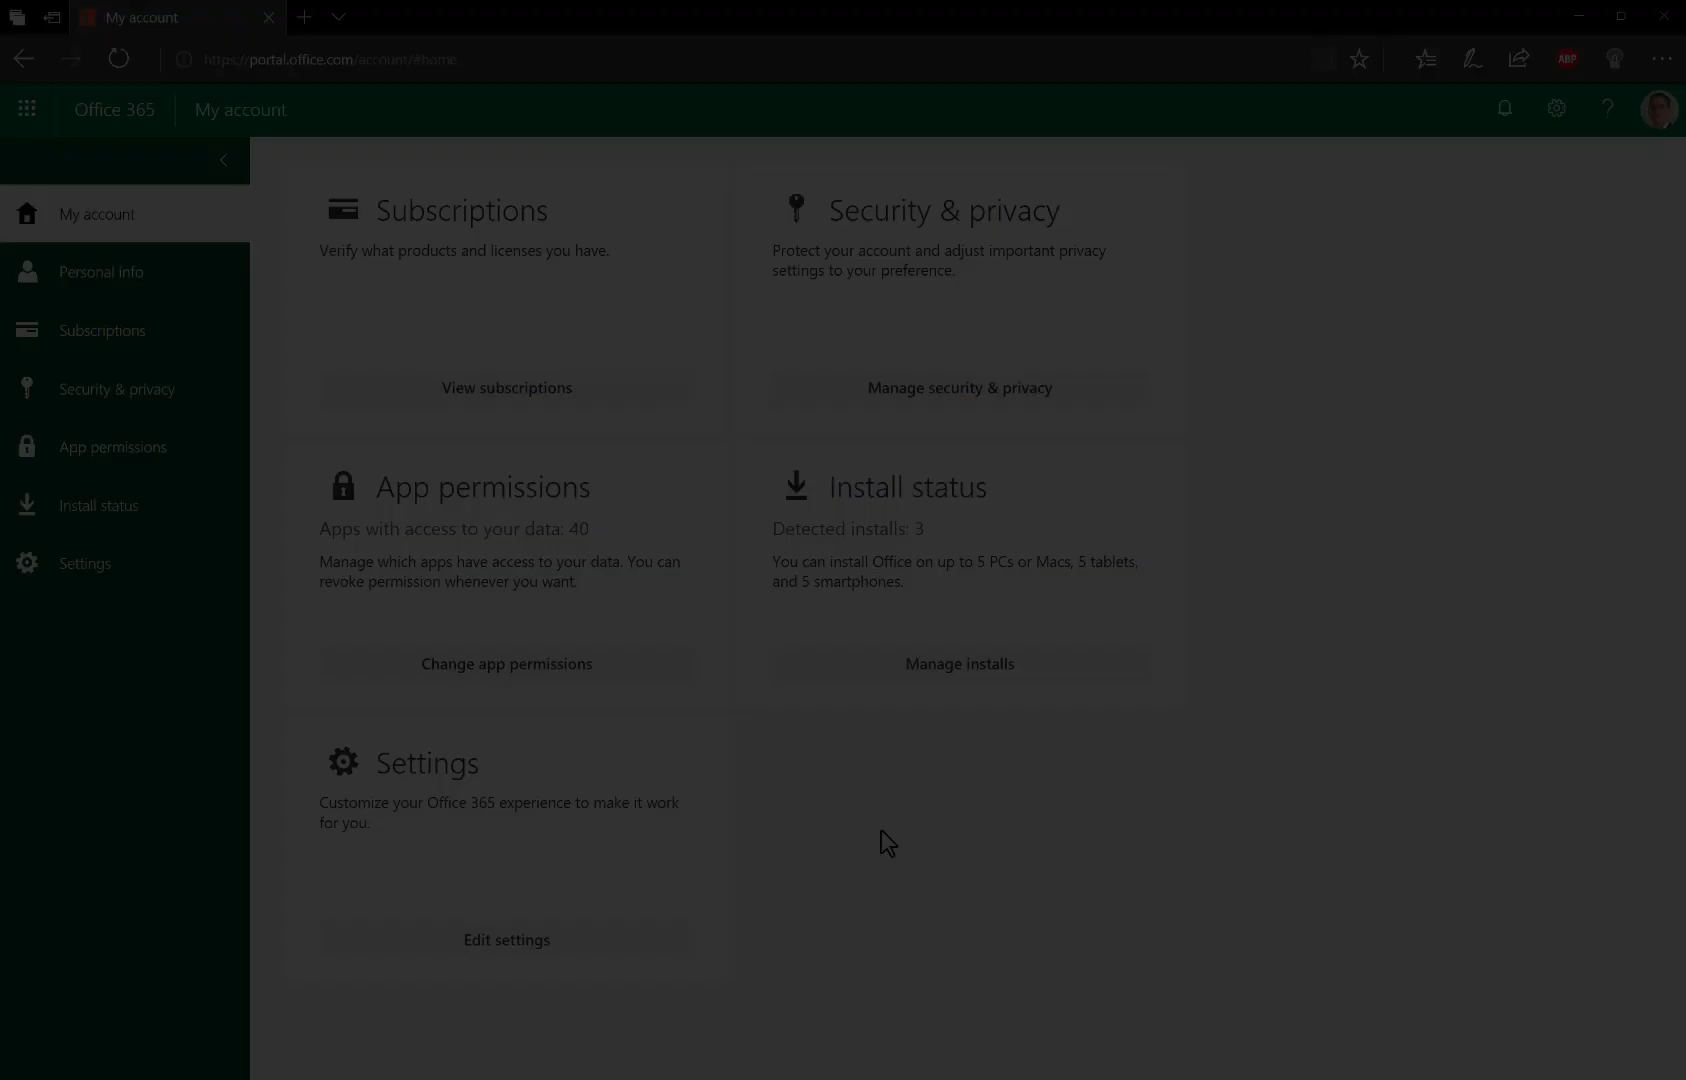 My account
https://portal.office.com/account/#home
ABP
Office 365
My account
?
My account
Personal info
Subscriptions
Security & privacy
App permissions
Install status
Settings
Subscriptions
Verify what products and licenses you have.
View subscriptions
Security & privacy
Protect your account and adjust important privacy
settings to your preference.
Manage security & privacy
App permissions
Apps with access to your data: 40
Manage which apps have access to your data. You can
revoke permission whenever you want.
Change app permissions
Install status
Detected installs: 3
You can install Office on up to 5 PCs or Macs, 5 tablets,
and 5 smartphones.
Manage installs
Settings
Customize your Office 365 experience to make it work
for you.
Edit settings